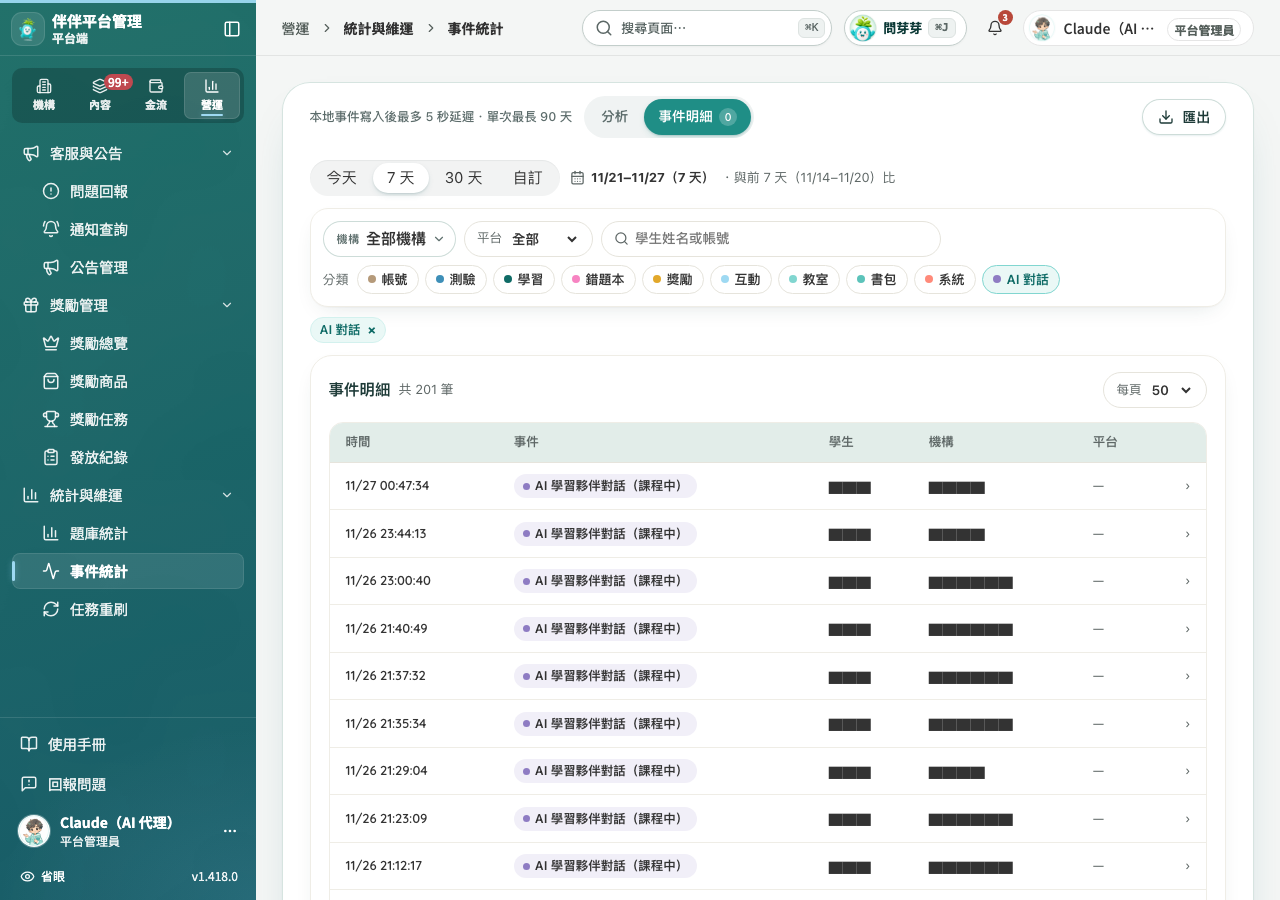 伴伴平台管理
平台端
機構
內容
99+
金流
營運
客服與公告
問題回報
通知查詢
公告管理
獎勵管理
獎勵總覽
獎勵商品
獎勵任務
發放紀錄
統計與維運
題庫統計
事件統計
任務重刷
使用手冊
回報問題
Claude（AI 代理）
平台管理員
省眼
v1.418.0
營運 統計與維運 事件統計
搜尋頁面⋯ ⌘K
問芽芽 ⌘J
3
Claude（AI ⋯ 平台管理員
本地事件寫入後最多 5 秒延遲 · 單次最長 90 天
分析 事件明細 0
匯出
今天 7 天 30 天 自訂
11/21–11/27（7 天） · 與前 7 天（11/14–11/20）比
機構 全部機構
平台 全部
學生姓名或帳號
分類 帳號 測驗 學習 錯題本 獎勵 互動 教室 書包 系統 AI 對話
AI 對話 ×
事件明細 共 201 筆
每頁 50
時間 事件 學生 機構 平台
11/27 00:47:34 AI 學習夥伴對話（課程中） — ›
11/26 23:44:13 AI 學習夥伴對話（課程中） — ›
11/26 23:00:40 AI 學習夥伴對話（課程中） — ›
11/26 21:40:49 AI 學習夥伴對話（課程中） — ›
11/26 21:37:32 AI 學習夥伴對話（課程中） — ›
11/26 21:35:34 AI 學習夥伴對話（課程中） — ›
11/26 21:29:04 AI 學習夥伴對話（課程中） — ›
11/26 21:23:09 AI 學習夥伴對話（課程中） — ›
11/26 21:12:17 AI 學習夥伴對話（課程中） — ›